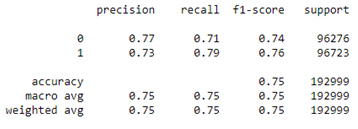 precision recall f1-score support
0 0.77 0.71 0.74 96276
1 0.73 0.79 0.76 96723
accuracy 0.75 192999
macro avg 0.75 0.75 0.75 192999
weighted avg 0.75 0.75 0.75 192999